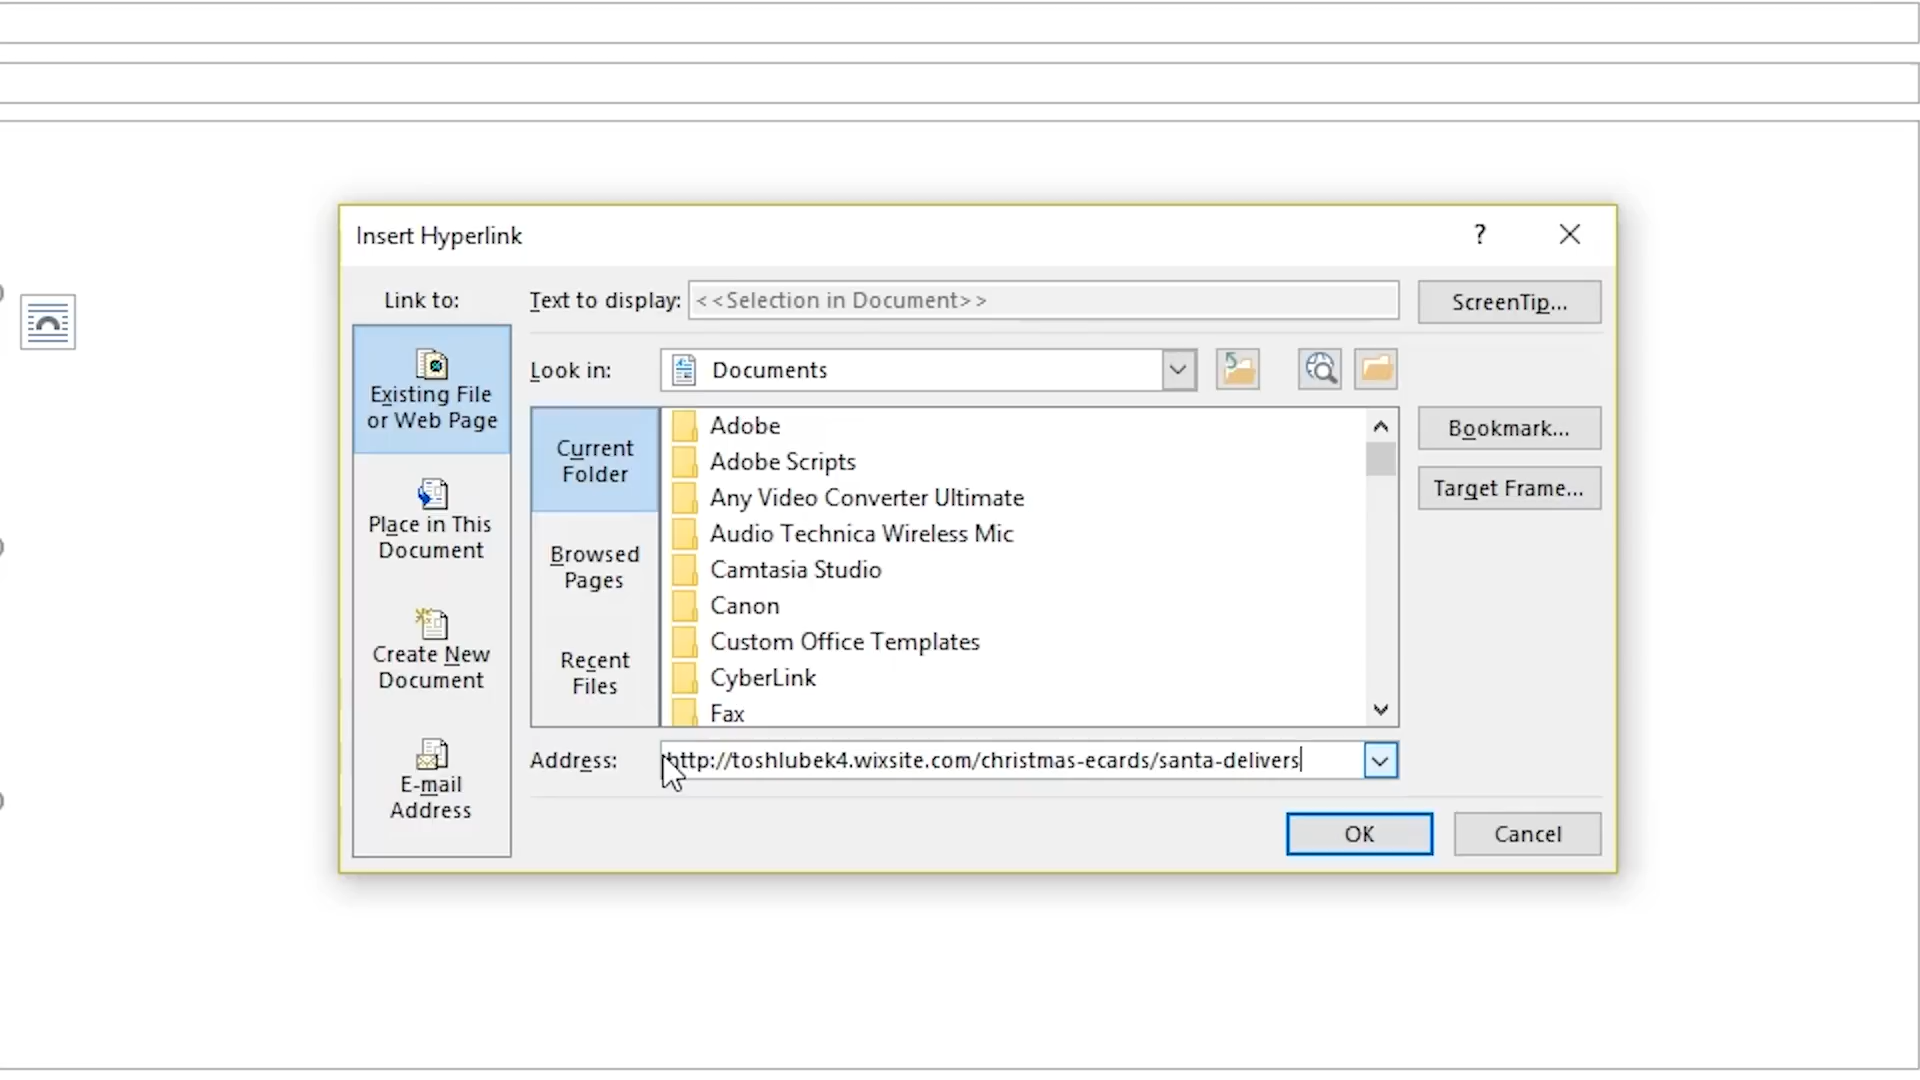 Insert Hyperlink
?
Link to:
Text to display: <<Selection in Document>>
ScreenTip...
Existing File
or Web Page
Look in: Documents
Current
Folder
Adobe
Adobe Scripts
Any Video Converter Ultimate
Audio Technica Wireless Mic
Camtasia Studio
Canon
Custom Office Templates
CyberLink
Fax
Bookmark...
Target Frame...
Place in This
Document
Browsed
Pages
Create New
Document
Recent
Files
E-mail
Address
Address: http://toshlubek4.wixsite.com/christmas-ecards/santa-delivers
OK
Cancel